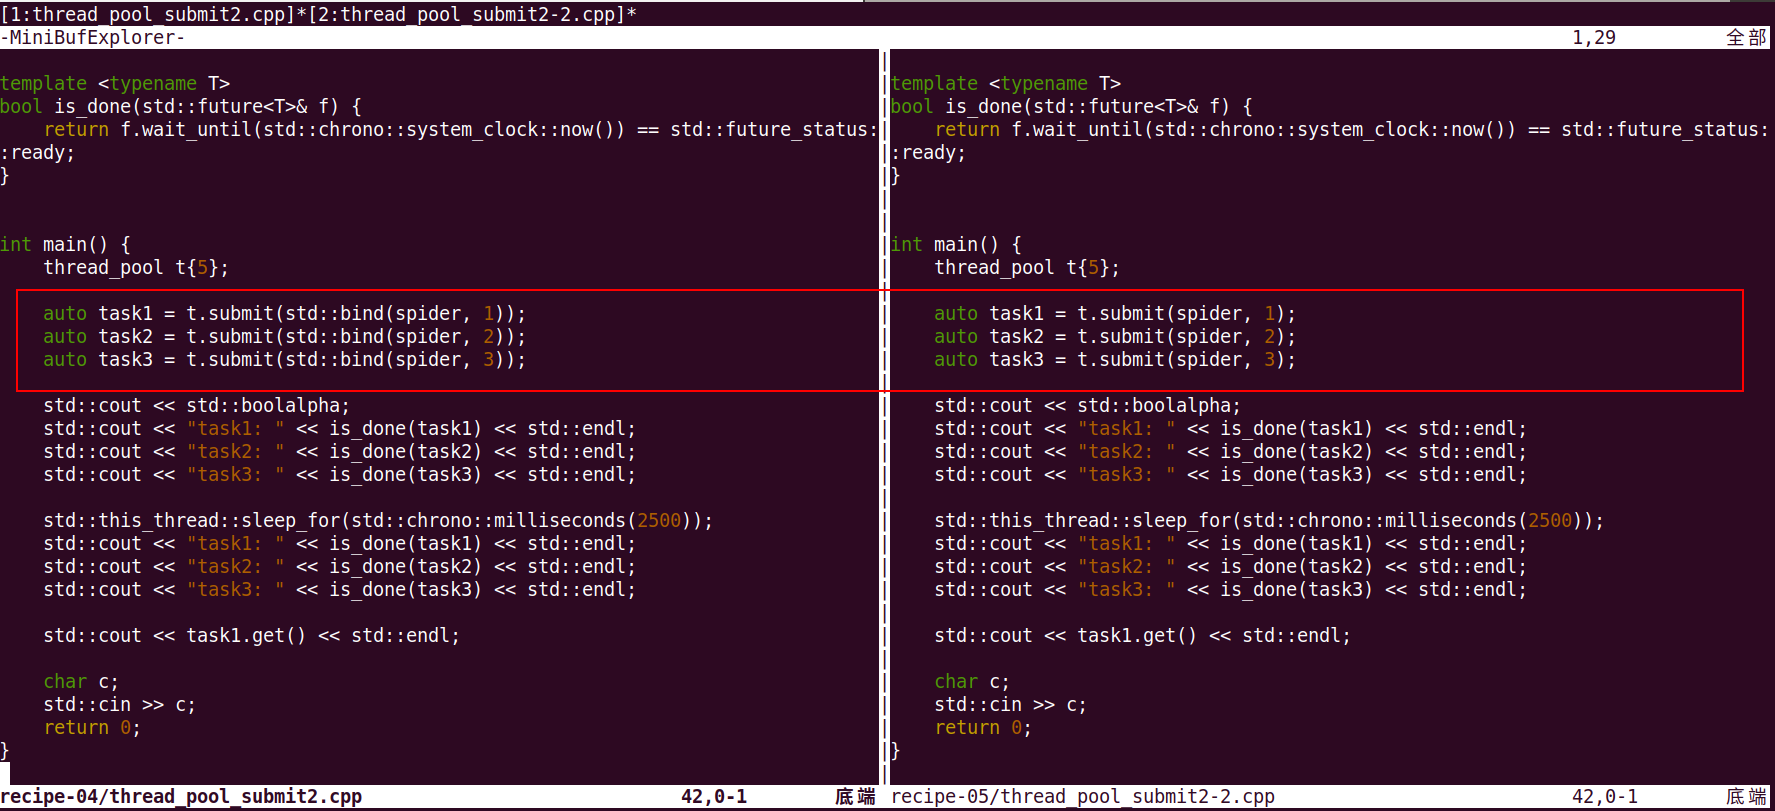 [1:thread_pool_submit2.cpp]*[2:thread_pool_submit2-2.cpp]*
-MiniBufExplorer- 1,29 全部
template <typename T>
bool is_done(std::future<T>& f) {
    return f.wait_until(std::chrono::system_clock::now()) == std::future_status:
:ready;
}
int main() {
    thread_pool t{5};
    auto task1 = t.submit(std::bind(spider, 1));
    auto task2 = t.submit(std::bind(spider, 2));
    auto task3 = t.submit(std::bind(spider, 3));
    std::cout << std::boolalpha;
    std::cout << "task1: " << is_done(task1) << std::endl;
    std::cout << "task2: " << is_done(task2) << std::endl;
    std::cout << "task3: " << is_done(task3) << std::endl;
    std::this_thread::sleep_for(std::chrono::milliseconds(2500));
    std::cout << "task1: " << is_done(task1) << std::endl;
    std::cout << "task2: " << is_done(task2) << std::endl;
    std::cout << "task3: " << is_done(task3) << std::endl;
    std::cout << task1.get() << std::endl;
    char c;
    std::cin >> c;
    return 0;
}
recipe-04/thread_pool_submit2.cpp 42,0-1 底端
template <typename T>
bool is_done(std::future<T>& f) {
    return f.wait_until(std::chrono::system_clock::now()) == std::future_status:
:ready;
}
int main() {
    thread_pool t{5};
    auto task1 = t.submit(spider, 1);
    auto task2 = t.submit(spider, 2);
    auto task3 = t.submit(spider, 3);
    std::cout << std::boolalpha;
    std::cout << "task1: " << is_done(task1) << std::endl;
    std::cout << "task2: " << is_done(task2) << std::endl;
    std::cout << "task3: " << is_done(task3) << std::endl;
    std::this_thread::sleep_for(std::chrono::milliseconds(2500));
    std::cout << "task1: " << is_done(task1) << std::endl;
    std::cout << "task2: " << is_done(task2) << std::endl;
    std::cout << "task3: " << is_done(task3) << std::endl;
    std::cout << task1.get() << std::endl;
    char c;
    std::cin >> c;
    return 0;
}
recipe-05/thread_pool_submit2-2.cpp 42,0-1 底端